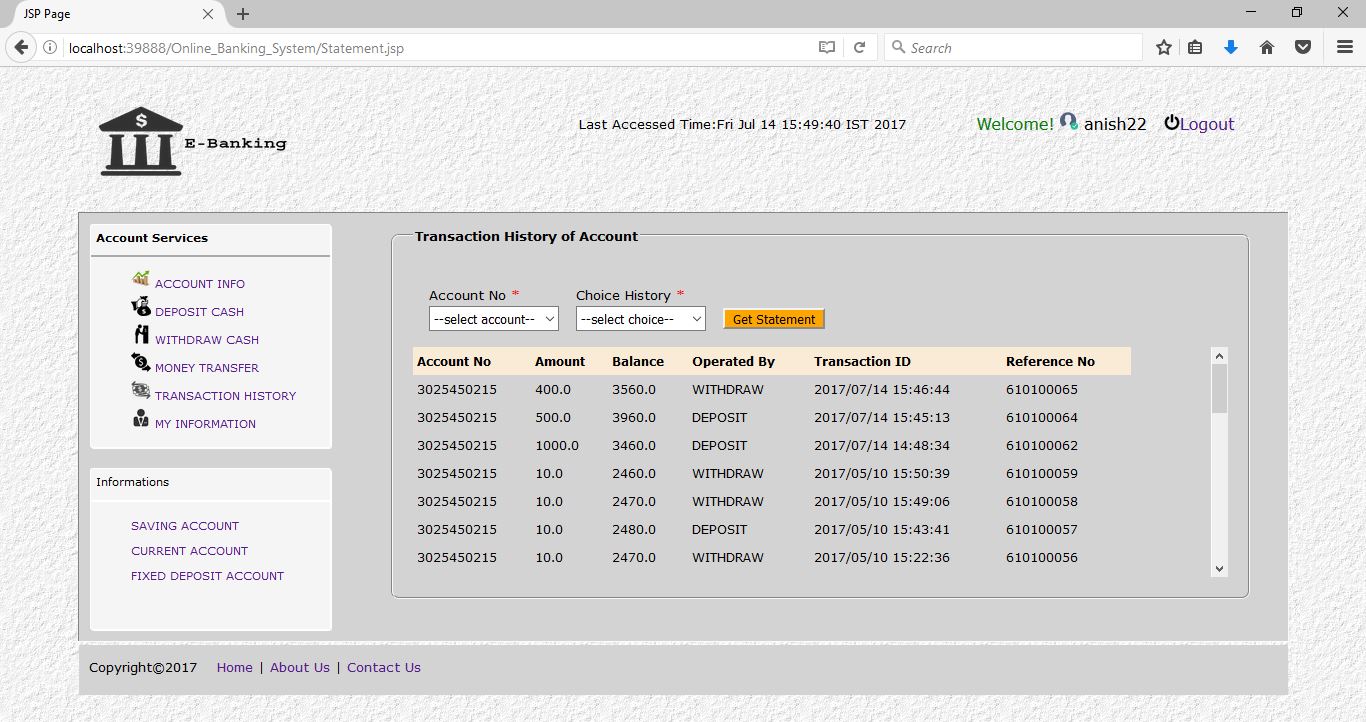 JSP Page
localhost:39888/Online_Banking_System/Statement.jsp
Search
E-Banking
Last Accessed Time:Fri Jul 14 15:49:40 IST 2017
Welcome! anish22 Logout
Account Services
ACCOUNT INFO
DEPOSIT CASH
WITHDRAW CASH
MONEY TRANSFER
TRANSACTION HISTORY
MY INFORMATION
Informations
SAVING ACCOUNT
CURRENT ACCOUNT
FIXED DEPOSIT ACCOUNT
Transaction History of Account
Account No * Choice History *
--select account-- --select choice-- Get Statement
Account No Amount Balance Operated By Transaction ID Reference No
3025450215 400.0 3560.0 WITHDRAW 2017/07/14 15:46:44 610100065
3025450215 500.0 3960.0 DEPOSIT 2017/07/14 15:45:13 610100064
3025450215 1000.0 3460.0 DEPOSIT 2017/07/14 14:48:34 610100062
3025450215 10.0 2460.0 WITHDRAW 2017/05/10 15:50:39 610100059
3025450215 10.0 2470.0 WITHDRAW 2017/05/10 15:49:06 610100058
3025450215 10.0 2480.0 DEPOSIT 2017/05/10 15:43:41 610100057
3025450215 10.0 2470.0 WITHDRAW 2017/05/10 15:22:36 610100056
Copyright©2017 Home | About Us | Contact Us